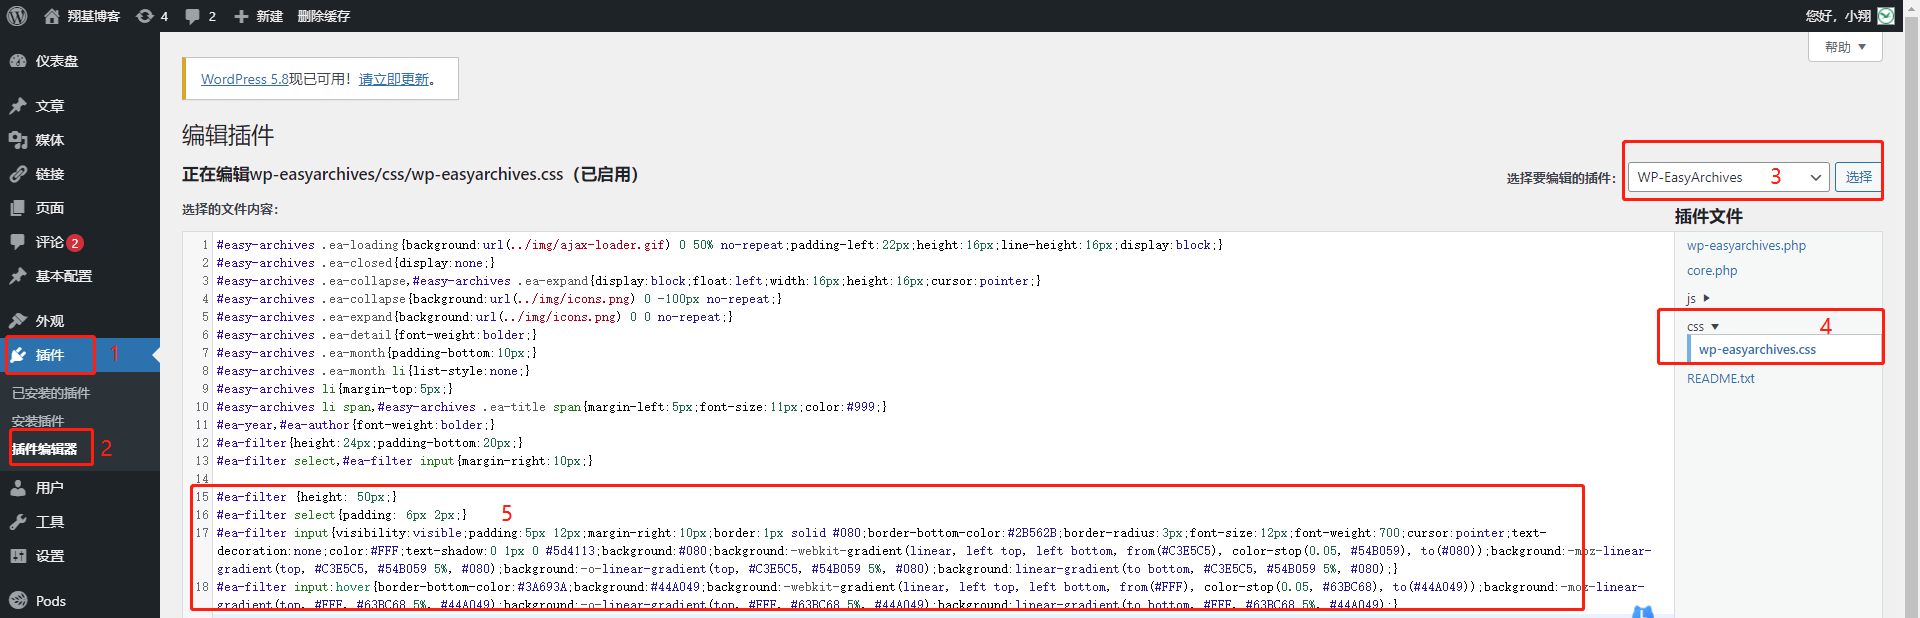 翔基博客 4 2 新建 删除缓存 您好，小翔
帮助
仪表盘
文章
媒体
链接
页面
评论 2
基本配置
外观
插件 1
已安装的插件
安装插件
插件编辑器 2
用户
工具
设置
Pods
WordPress 5.8现已可用！请立即更新。
编辑插件
正在编辑wp-easyarchives/css/wp-easyarchives.css（已启用）
选择要编辑的插件： WP-EasyArchives 3 选择
选择的文件内容：
1 #easy-archives .ea-loading{background:url(../img/ajax-loader.gif) 0 50% no-repeat;padding-left:22px;height:16px;line-height:16px;display:block;}
2 #easy-archives .ea-closed{display:none;}
3 #easy-archives .ea-collapse,#easy-archives .ea-expand{display:block;float:left;width:16px;height:16px;cursor:pointer;}
4 #easy-archives .ea-collapse{background:url(../img/icons.png) 0 -100px no-repeat;}
5 #easy-archives .ea-expand{background:url(../img/icons.png) 0 0 no-repeat;}
6 #easy-archives .ea-detail{font-weight:bolder;}
7 #easy-archives .ea-month{padding-bottom:10px;}
8 #easy-archives .ea-month li{list-style:none;}
9 #easy-archives li{margin-top:5px;}
10 #easy-archives li span,#easy-archives .ea-title span{margin-left:5px;font-size:11px;color:#999;}
11 #ea-year,#ea-author{font-weight:bolder;}
12 #ea-filter{height:24px;padding-bottom:20px;}
13 #ea-filter select,#ea-filter input{margin-right:10px;}
14
15 #ea-filter {height: 50px;}
16 #ea-filter select{padding: 6px 2px;} 5
17 #ea-filter input{visibility:visible;padding:5px 12px;margin-right:10px;border:1px solid #080;border-bottom-color:#2B562B;border-radius:3px;font-size:12px;font-weight:700;cursor:pointer;text-
decoration:none;color:#FFF;text-shadow:0 1px 0 #5d4113;background:#080;background:-webkit-gradient(linear, left top, left bottom, from(#C3E5C5), color-stop(0.05, #54B059), to(#080));background:-moz-linear-
gradient(top, #C3E5C5, #54B059 5%, #080);background:-o-linear-gradient(top, #C3E5C5, #54B059 5%, #080);background:linear-gradient(to bottom, #C3E5C5, #54B059 5%, #080);}
18 #ea-filter input:hover{border-bottom-color:#3A693A;background:#44A049;background:-webkit-gradient(linear, left top, left bottom, from(#FFF), color-stop(0.05, #63BC68), to(#44A049));background:-moz-linear-
gradient(top, #FFF, #63BC68 5%, #44A049);background:-o-linear-gradient(top, #FFF, #63BC68 5%, #44A049);background:linear-gradient(to bottom, #FFF, #63BC68 5%, #44A049);}
插件文件
wp-easyarchives.php
core.php
js
css 4
wp-easyarchives.css
README.txt